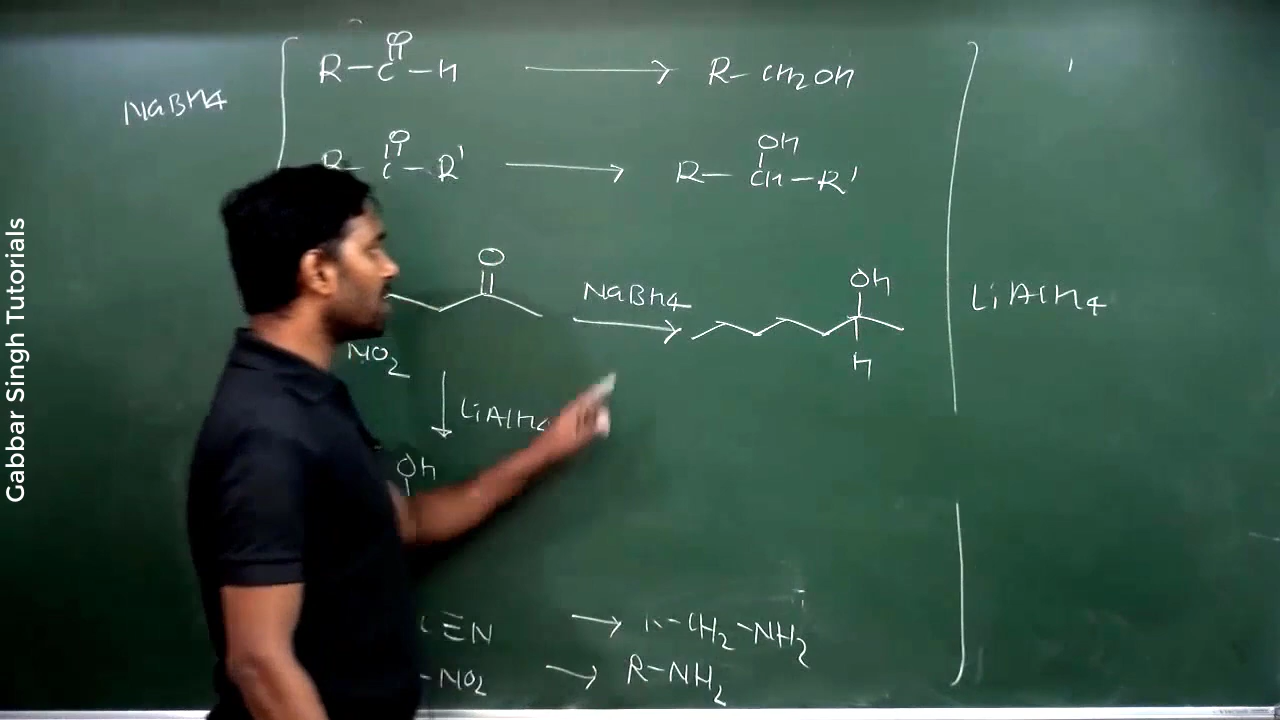 Gabbar Singh Tutorials
O
R-C-H → R-CH2OH
NaBH4
O OH
R-C-R' → R-CH-R'
O NaBH4 OH
H
LiAlH4
NO2
LiAlH4
OH
≡N → -CH2-NH2
-NO2 → R-NH2